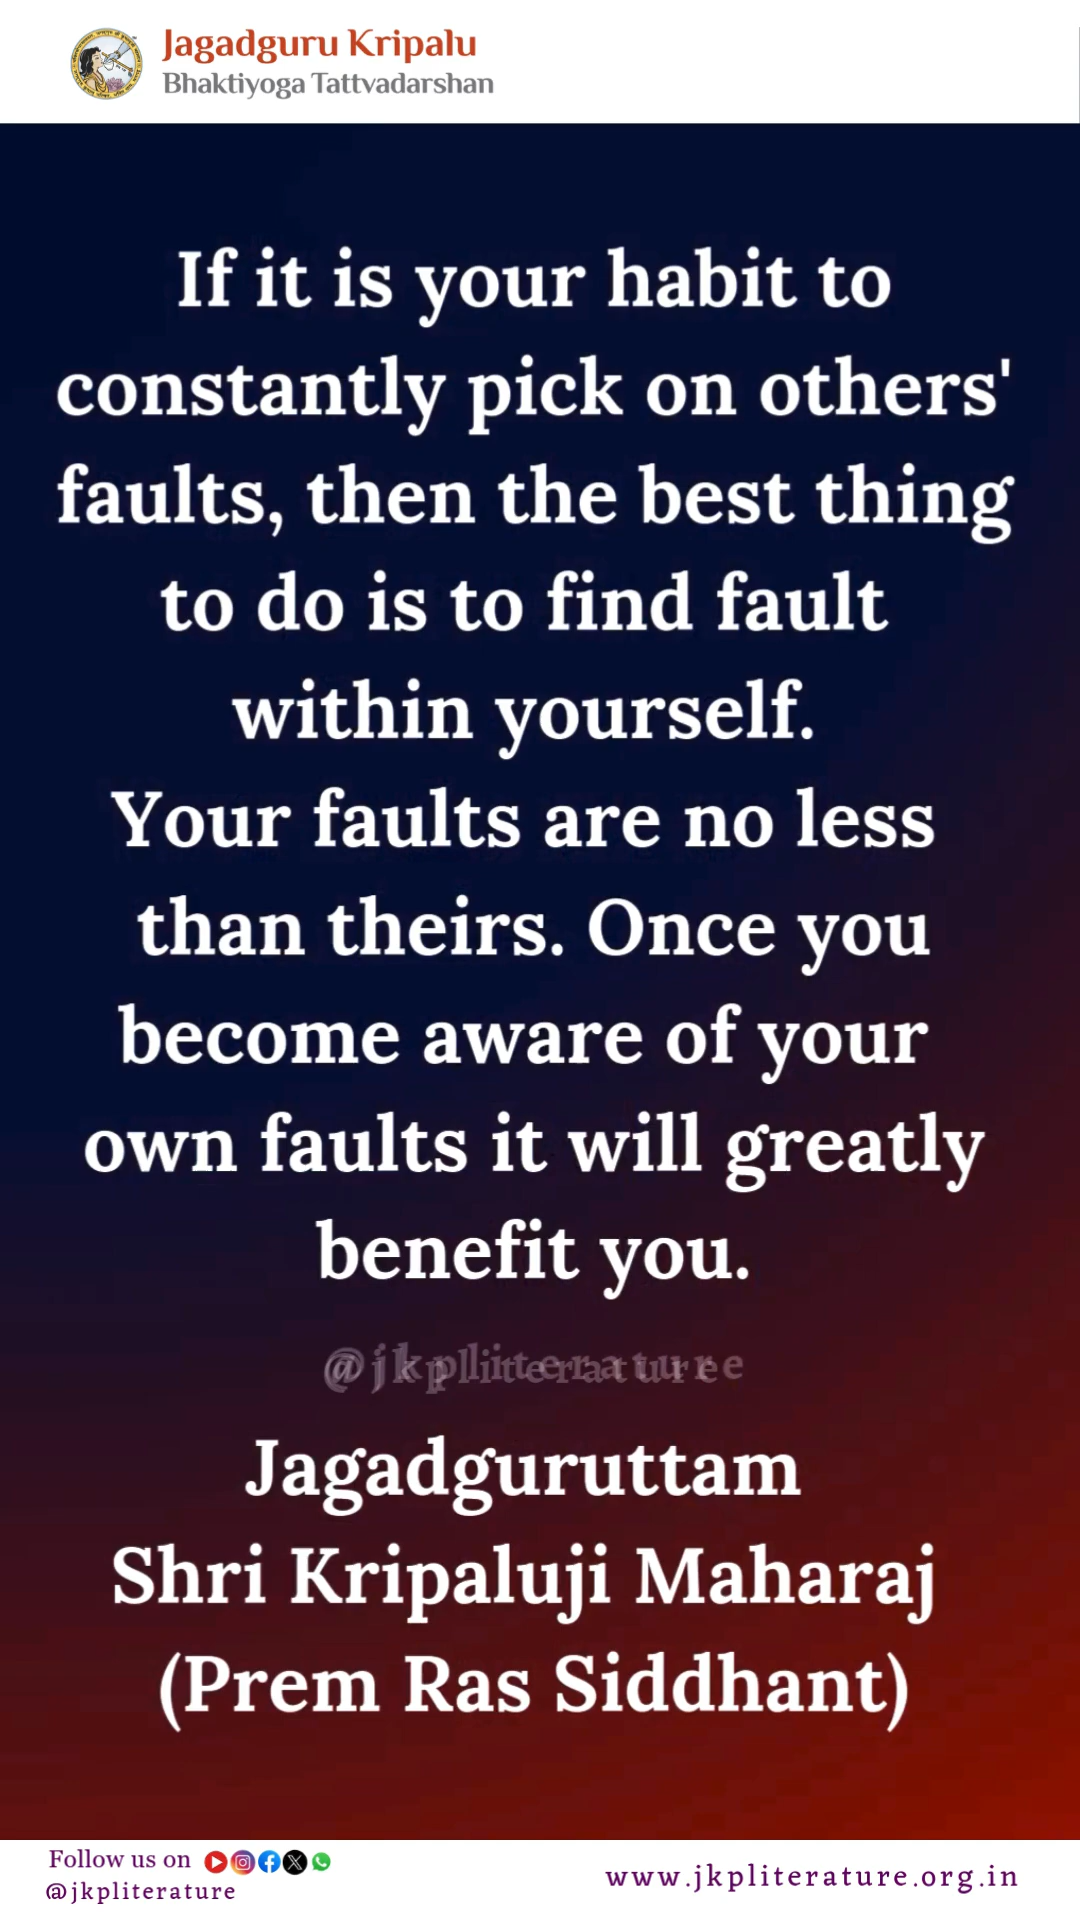 Jagadguru Kripalu
Bhaktiyoga Tattvadarshan
If it is your habit to
constantly pick on others'
faults, then the best thing
to do is to find fault
within yourself.
Your faults are no less
than theirs. Once you
become aware of your
own faults it will greatly
benefit you.
@jkpliterature
Jagadguruttam
Shri Kripaluji Maharaj
(Prem Ras Siddhant)
Follow us on
@jkpliterature
www.jkpliterature.org.in